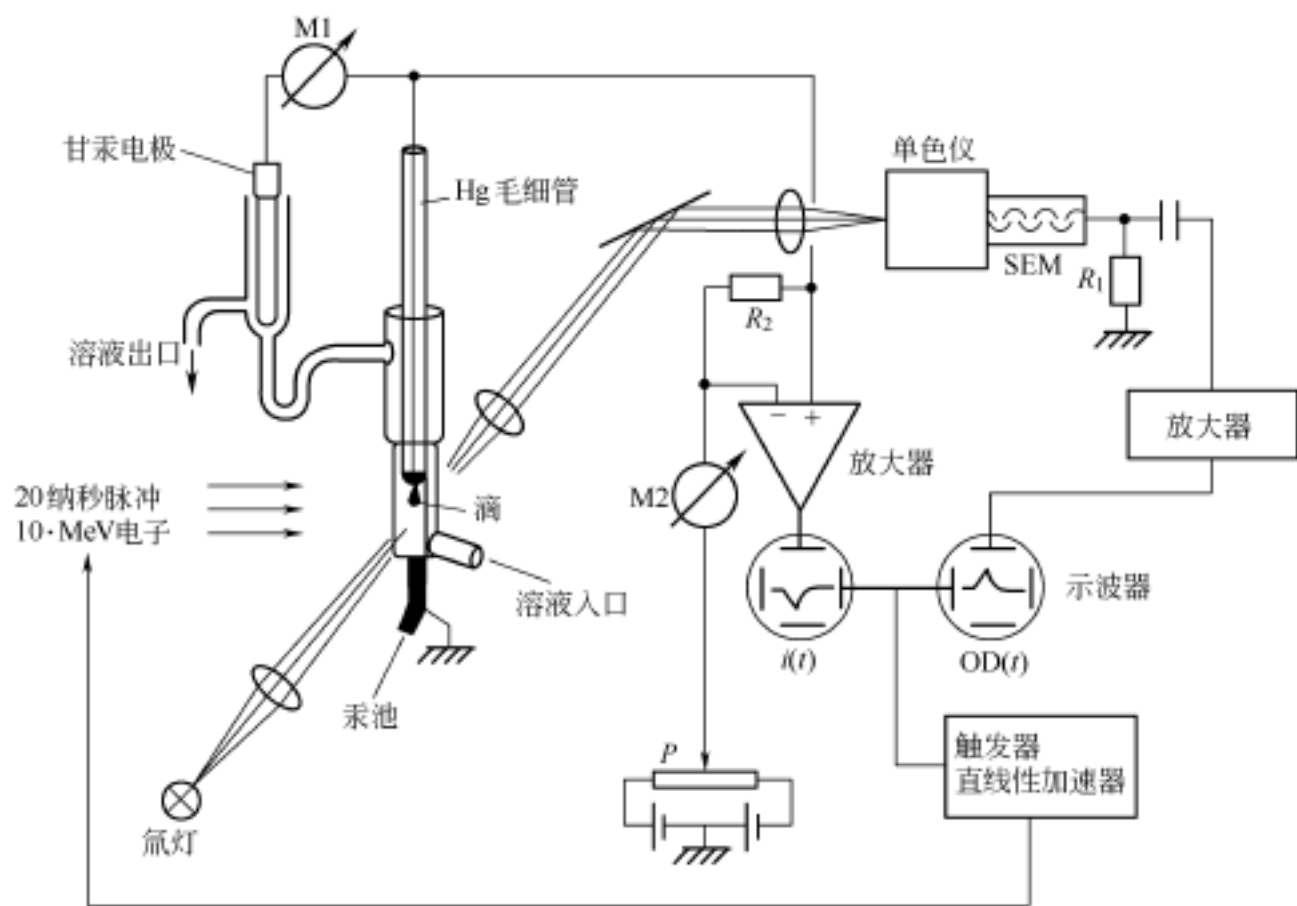 M1
甘汞电极
Hg 毛细管
单色仪
SEM
R1
R2
溶液出口
放大器
放大器
M2
20纳秒脉冲
10·MeV电子
滴
溶液入口
示波器
i(t)
OD(t)
汞池
P
触发器
直线性加速器
氚灯